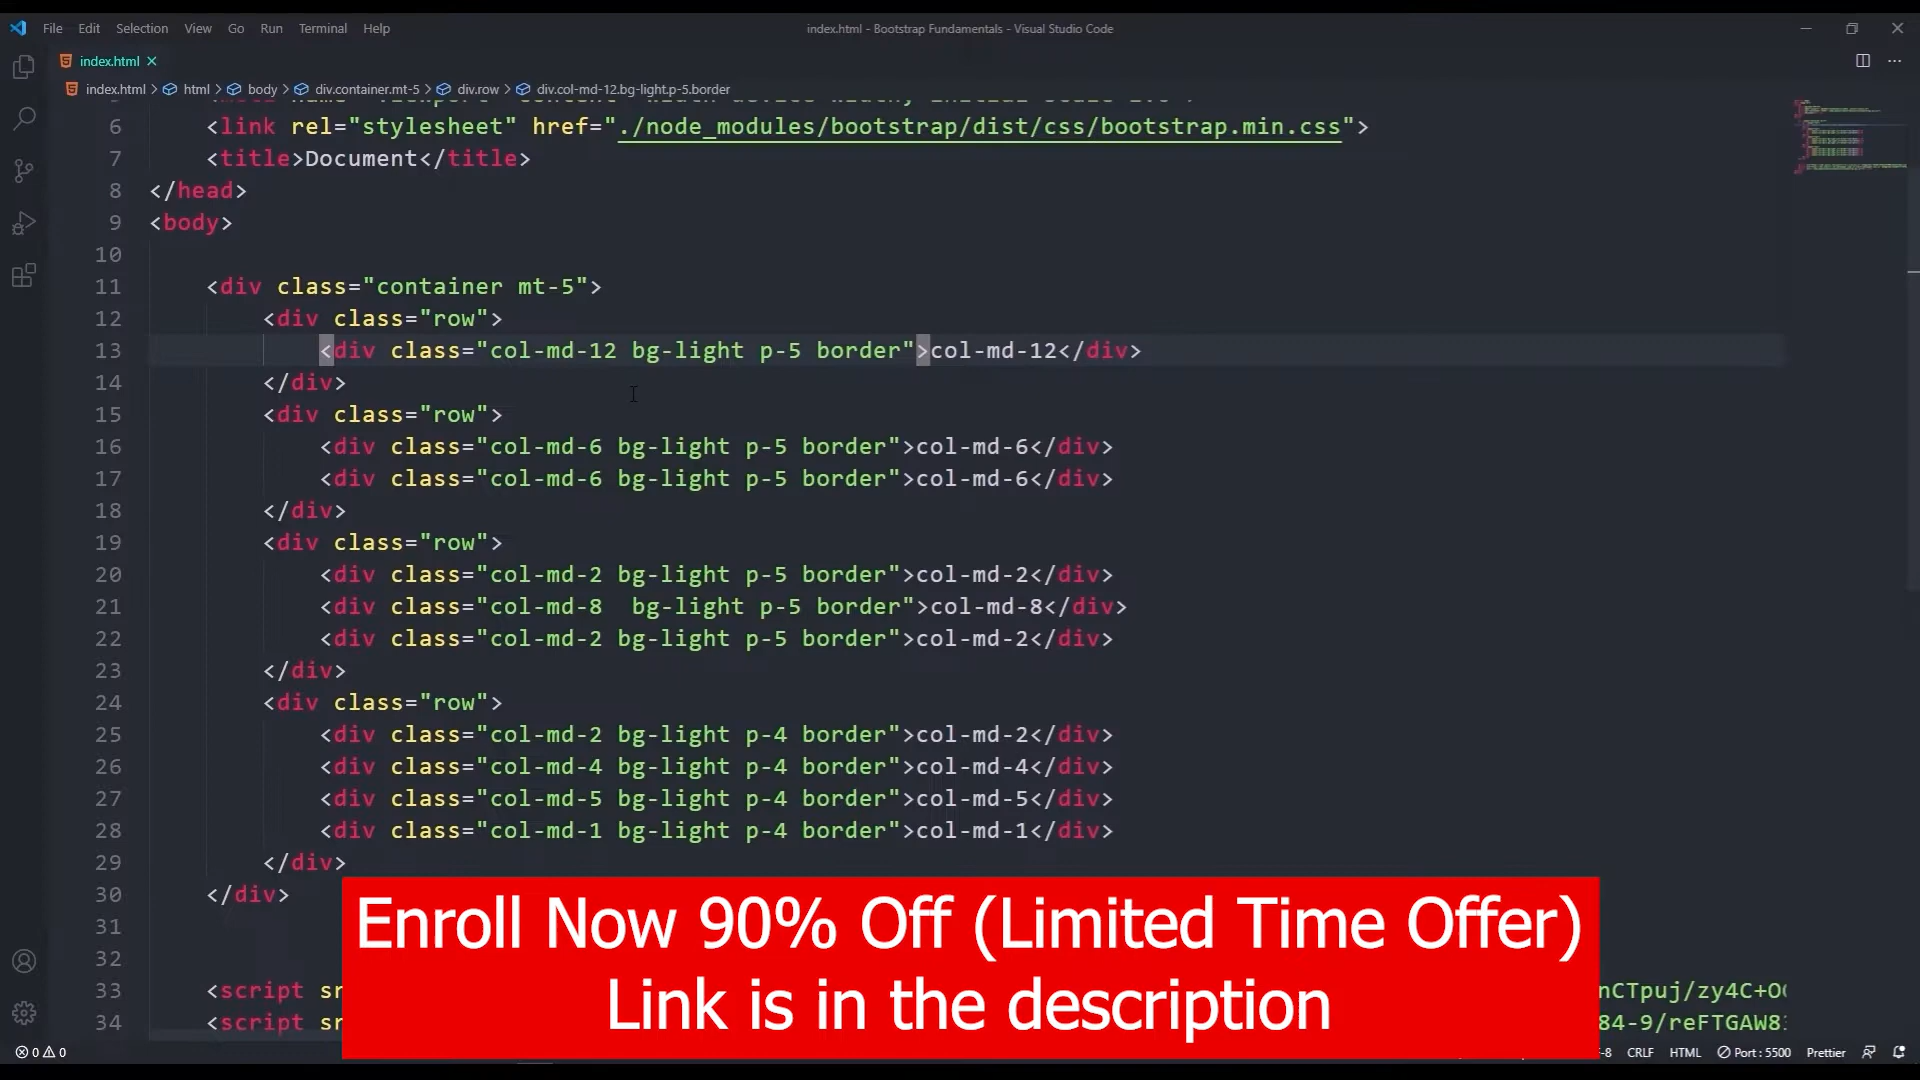 File Edit Selection View Go Run Terminal Help
index.html - Bootstrap Fundamentals - Visual Studio Code
index.html
index.html > html > body > div.container.mt-5 > div.row > div.col-md-12.bg-light.p-5.border
6 <link rel="stylesheet" href="./node_modules/bootstrap/dist/css/bootstrap.min.css">
7 <title>Document</title>
8 </head>
9 <body>
10
11 <div class="container mt-5">
12 <div class="row">
13 <div class="col-md-12 bg-light p-5 border">col-md-12</div>
14 </div>
15 <div class="row">
16 <div class="col-md-6 bg-light p-5 border">col-md-6</div>
17 <div class="col-md-6 bg-light p-5 border">col-md-6</div>
18 </div>
19 <div class="row">
20 <div class="col-md-2 bg-light p-5 border">col-md-2</div>
21 <div class="col-md-8  bg-light p-5 border">col-md-8</div>
22 <div class="col-md-2 bg-light p-5 border">col-md-2</div>
23 </div>
24 <div class="row">
25 <div class="col-md-2 bg-light p-4 border">col-md-2</div>
26 <div class="col-md-4 bg-light p-4 border">col-md-4</div>
27 <div class="col-md-5 bg-light p-4 border">col-md-5</div>
28 <div class="col-md-1 bg-light p-4 border">col-md-1</div>
29 </div>
30 </div>
31
32
33 <script sr nCTpuj/zy4C+O
34 <script sr 84-9/reFTGAW8
Enroll Now 90% Off (Limited Time Offer)
Link is in the description
0 0 -8 CRLF HTML Port : 5500 Prettier